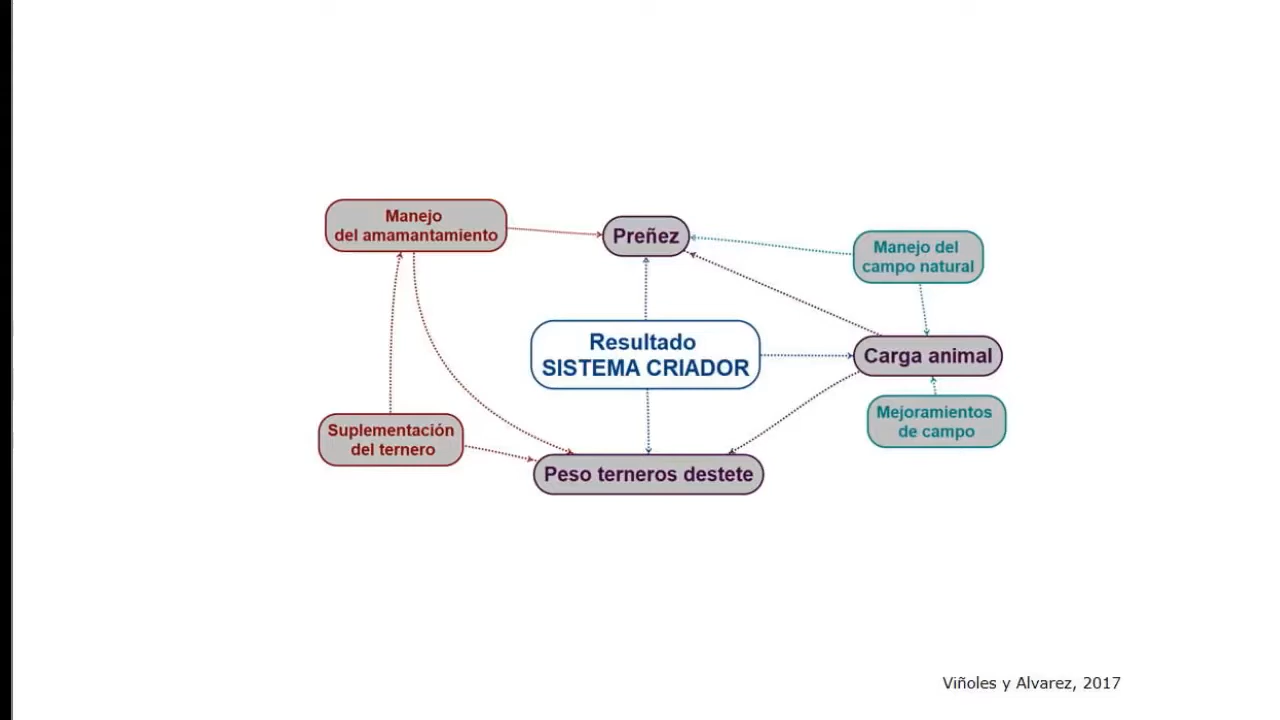 Manejo
del amamantamiento
Preñez
Manejo del
campo natural
Resultado
SISTEMA CRIADOR
Carga animal
Suplementación
del ternero
Mejoramientos
de campo
Peso terneros destete
Viñoles y Alvarez, 2017